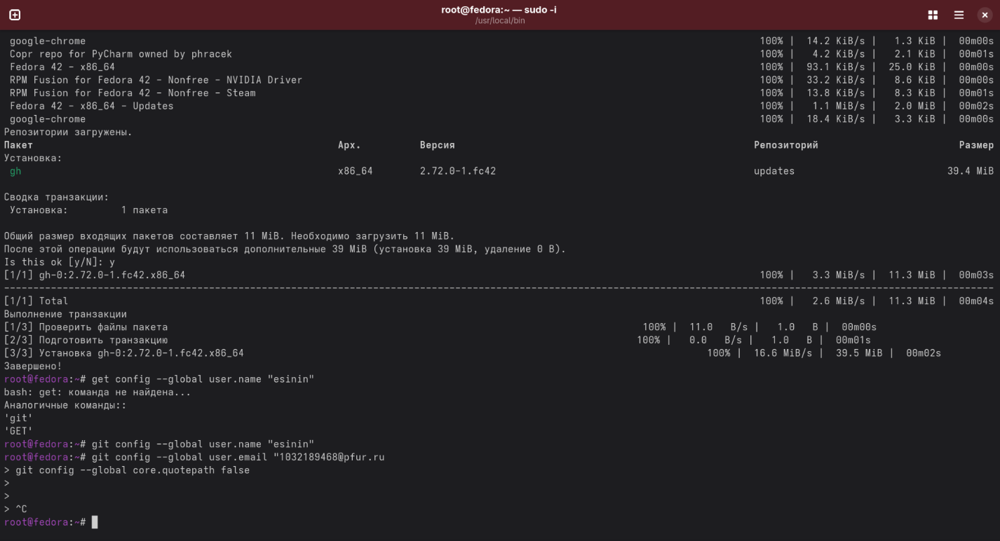 root@fedora:~ — sudo -i
/usr/local/bin
google-chrome 100% | 14.2 KiB/s | 1.3 KiB | 00m00s
Copr repo for PyCharm owned by phracek 100% | 4.2 KiB/s | 2.1 KiB | 00m01s
Fedora 42 - x86_64 100% | 93.1 KiB/s | 25.0 KiB | 00m00s
RPM Fusion for Fedora 42 - Nonfree - NVIDIA Driver 100% | 33.2 KiB/s | 8.6 KiB | 00m00s
RPM Fusion for Fedora 42 - Nonfree - Steam 100% | 13.8 KiB/s | 8.3 KiB | 00m01s
Fedora 42 - x86_64 - Updates 100% | 1.1 MiB/s | 2.0 MiB | 00m02s
google-chrome 100% | 18.4 KiB/s | 3.3 KiB | 00m00s
Репозитории загружены.
Пакет Арх. Версия Репозиторий Размер
Установка:
gh x86_64 2.72.0-1.fc42 updates 39.4 MiB
Сводка транзакции:
Установка: 1 пакета
Общий размер входящих пакетов составляет 11 MiB. Необходимо загрузить 11 MiB.
После этой операции будут использоваться дополнительные 39 MiB (установка 39 MiB, удаление 0 B).
Is this ok [y/N]: y
[1/1] gh-0:2.72.0-1.fc42.x86_64 100% | 3.3 MiB/s | 11.3 MiB | 00m03s
--------------------------------------------------------------------------------
[1/1] Total 100% | 2.6 MiB/s | 11.3 MiB | 00m04s
Выполнение транзакции
[1/3] Проверить файлы пакета 100% | 11.0 B/s | 1.0 B | 00m00s
[2/3] Подготовить транзакцию 100% | 0.0 B/s | 1.0 B | 00m01s
[3/3] Установка gh-0:2.72.0-1.fc42.x86_64 100% | 16.6 MiB/s | 39.5 MiB | 00m02s
Завершено!
root@fedora:~# get config --global user.name "esinin"
bash: get: команда не найдена...
Аналогичные команды::
'git'
'GET'
root@fedora:~# git config --global user.name "esinin"
root@fedora:~# git config --global user.email "1032189468@pfur.ru
> git config --global core.quotepath false
>
>
> ^C
root@fedora:~#